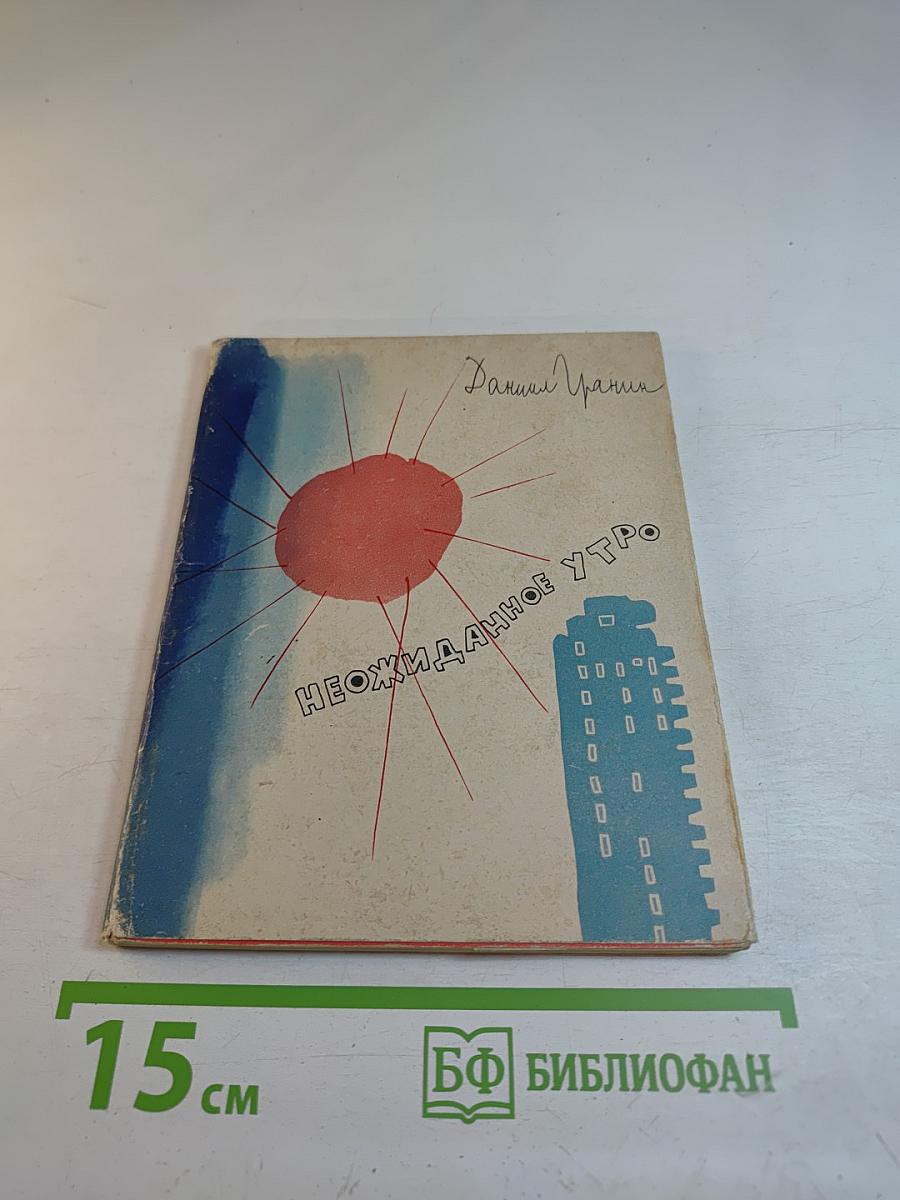 Даниил Гранин
НЕОЖИДАННОЕ УТРО
15 см
БФ БИБЛИОФАН